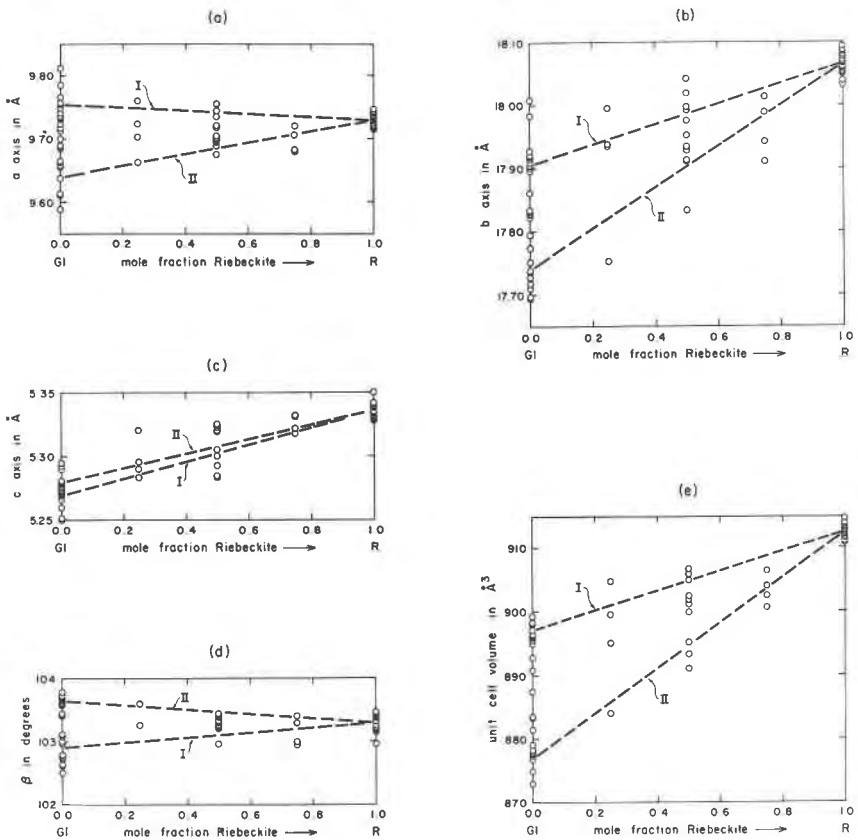 (a)
a axis in Å
9.80
9.70
9.60
I
II
0.0 0.2 0.4 0.6 0.8 1.0
Gl mole fraction Riebeckite → R
(b)
b axis in Å
18.10
18.00
17.90
17.80
17.70
I
II
0.0 0.2 0.4 0.6 0.8 1.0
Gl mole fraction Riebeckite → R
(c)
c axis in Å
5.35
5.30
5.25
II
I
0.0 0.2 0.4 0.6 0.8 1.0
Gl mole fraction Riebeckite → R
(d)
β in degrees
104
103
102
II
I
0.0 0.2 0.4 0.6 0.8 1.0
Gl mole fraction Riebeckite → R
(e)
unit cell volume in Å3
910
900
890
880
870
I
II
0.0 0.2 0.4 0.6 0.8 1.0
Gl mole fraction Riebeckite → R